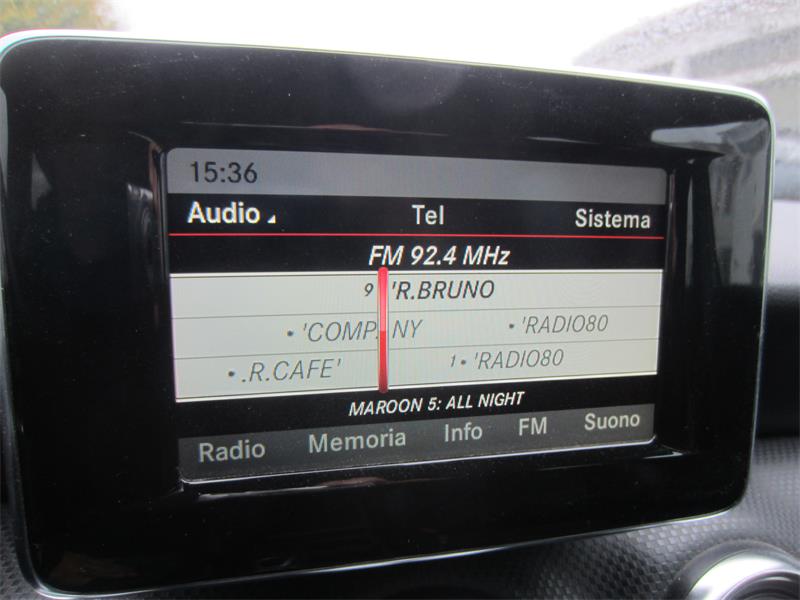 15:36
Audio Tel Sistema
FM 92.4 MHz
9 'R.BRUNO
• 'COMPANY • 'RADIO80
• .R.CAFE' 1• 'RADIO80
MAROON 5: ALL NIGHT
Radio Memoria Info FM Suono